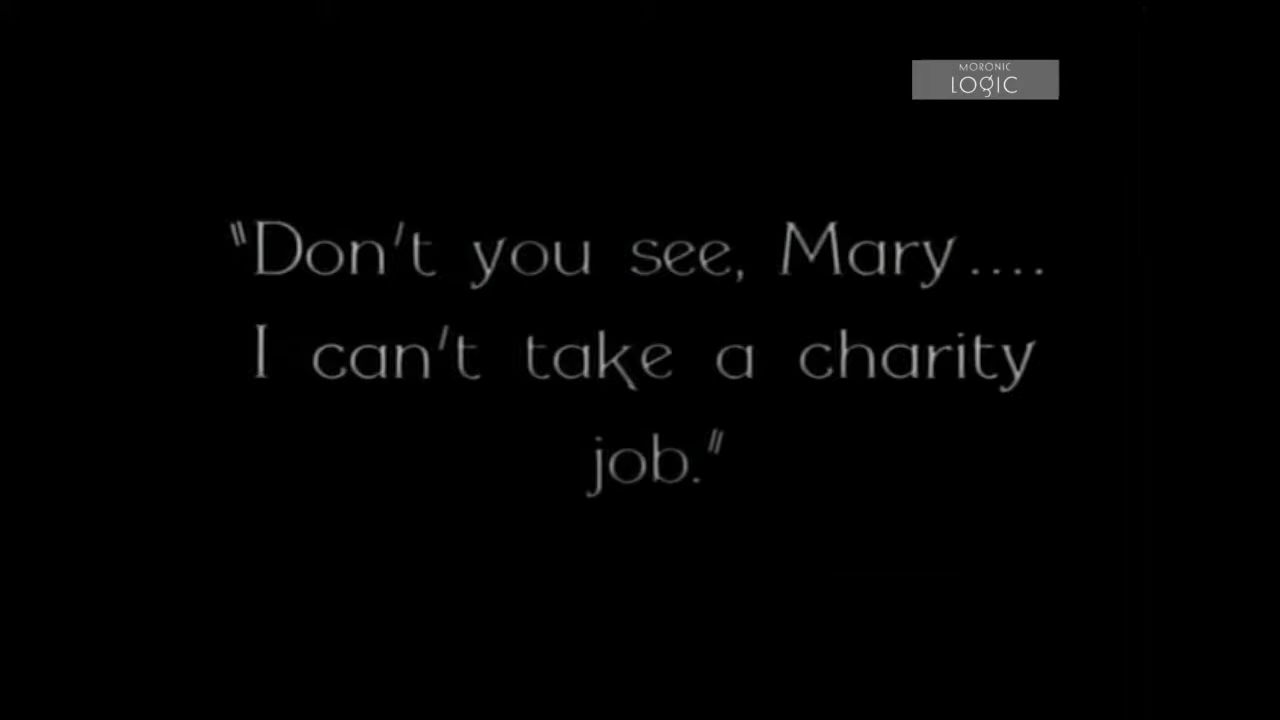 MORONIC
LOGIC
"Don't you see, Mary....
I can't take a charity
job."